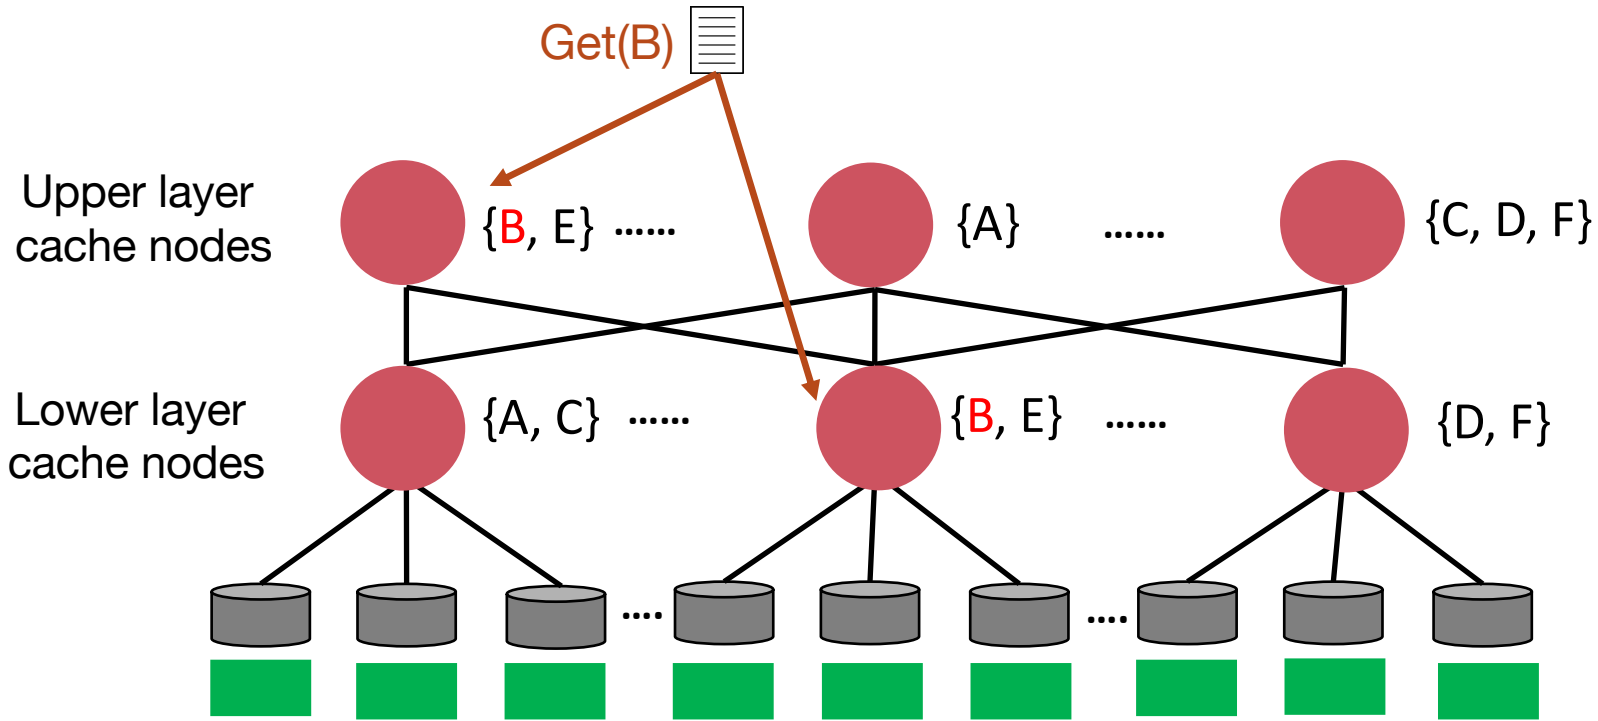 Get(B)
Upper layer
cache nodes
{B, E} ......
{A} ......
{C, D, F}
Lower layer
cache nodes
{A, C} ......
{B, E} ......
{D, F}
.... ....